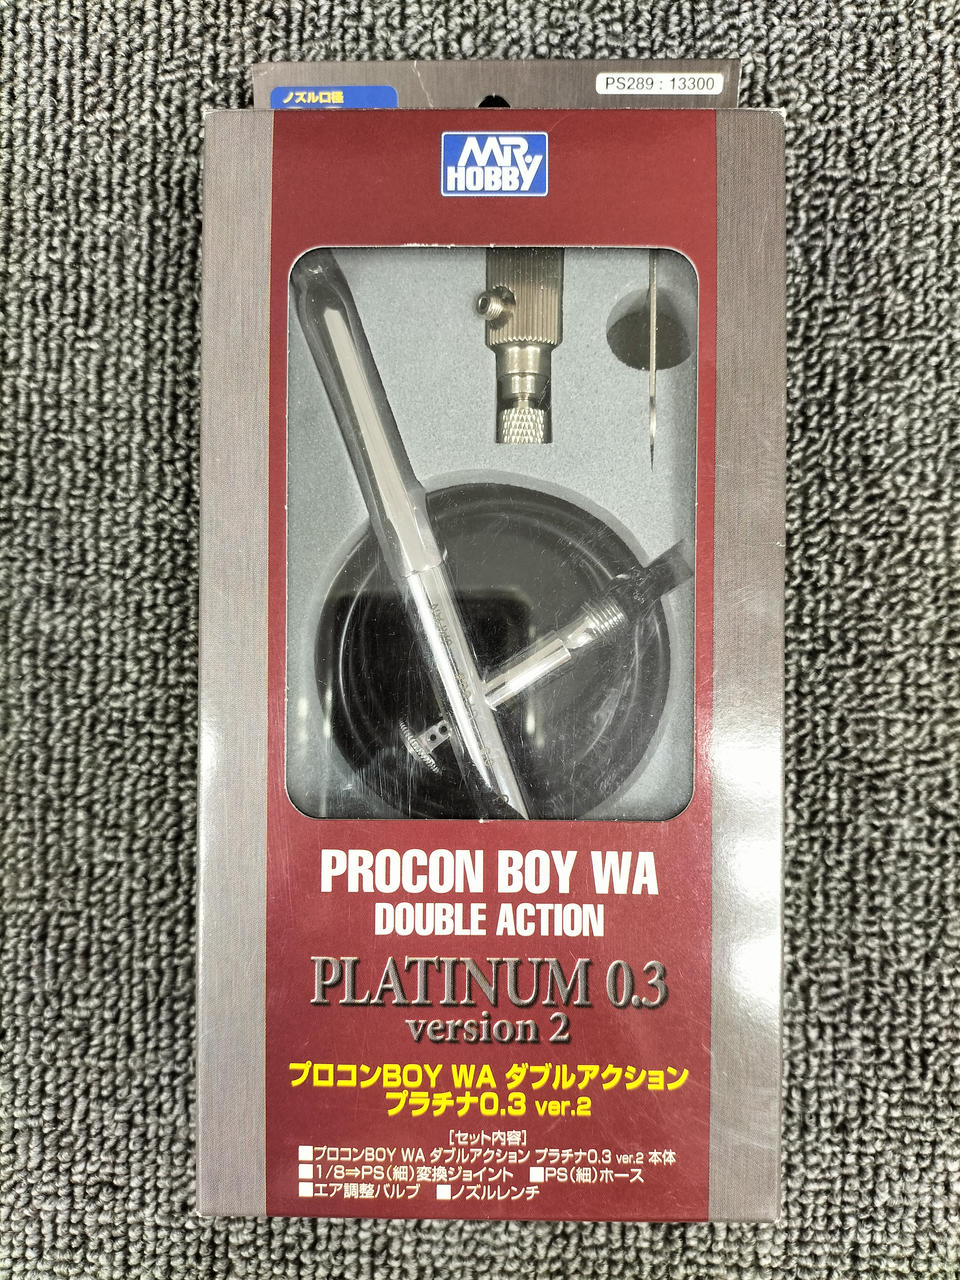 ノズル口径
PS289 : 13300
MR. HOBBY
PROCON BOY WA
DOUBLE ACTION
PLATINUM 0.3
version 2
プロコンBOY WA ダブルアクション
プラチナ0.3 ver.2
[セット内容]
■プロコンBOY WA ダブルアクション プラチナ0.3 ver.2 本体
■1/8⇒PS(細)変換ジョイント ■PS(細)ホース
■エア調整バルブ ■ノズルレンチ